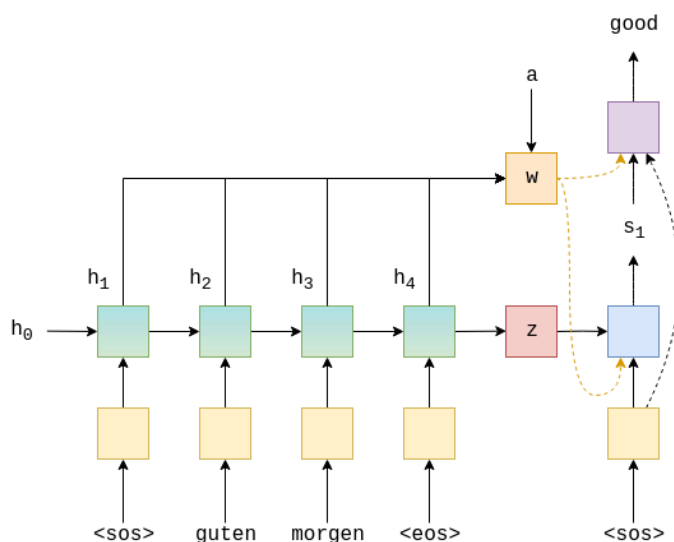 good
a
w
s1
h1
h2
h3
h4
h0
z
<sos>
guten
morgen
<eos>
<sos>